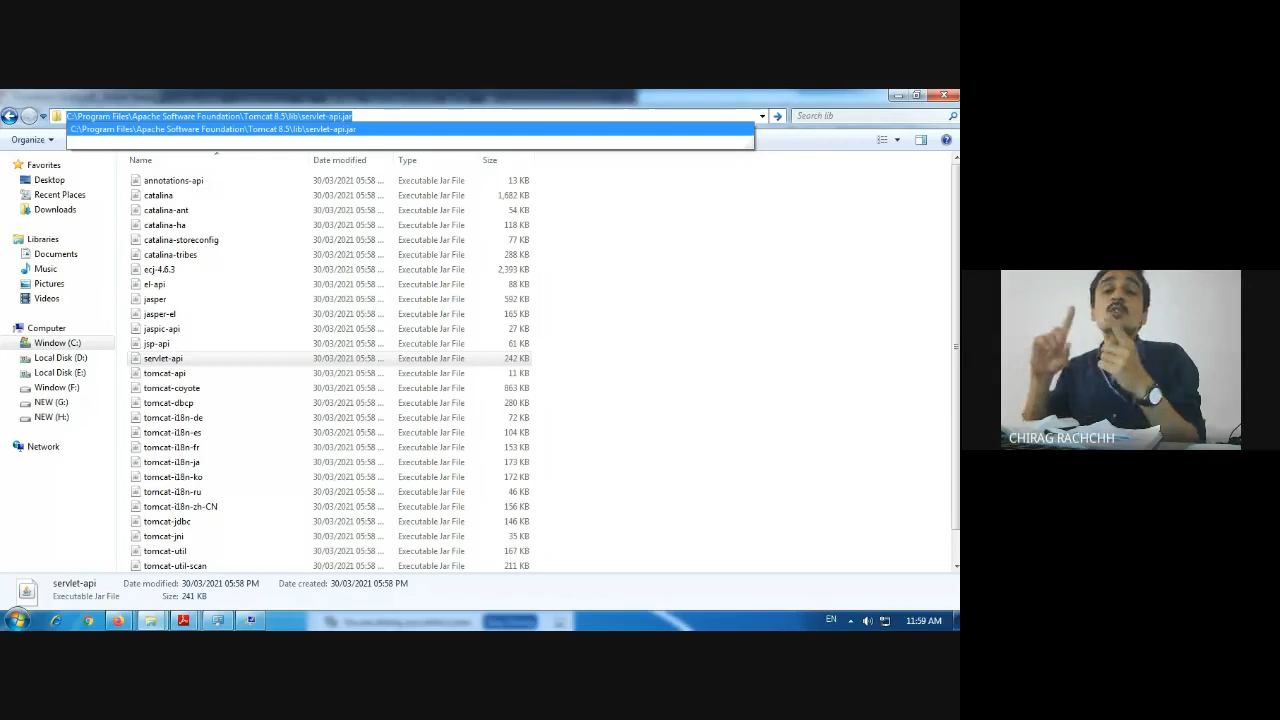 C:\Program Files\Apache Software Foundation\Tomcat 8.5\lib\servlet-api.jar
Search lib
C:\Program Files\Apache Software Foundation\Tomcat 8.5\lib\servlet-api.jar
Organize
Name Date modified Type Size
Favorites
Desktop
Recent Places
Downloads
Libraries
Documents
Music
Pictures
Videos
Computer
Window (C:)
Local Disk (D:)
Local Disk (E:)
Window (F:)
NEW (G:)
NEW (H:)
Network
annotations-api 30/03/2021 05:58 ... Executable Jar File 13 KB
catalina 30/03/2021 05:58 ... Executable Jar File 1,682 KB
catalina-ant 30/03/2021 05:58 ... Executable Jar File 54 KB
catalina-ha 30/03/2021 05:58 ... Executable Jar File 118 KB
catalina-storeconfig 30/03/2021 05:58 ... Executable Jar File 77 KB
catalina-tribes 30/03/2021 05:58 ... Executable Jar File 288 KB
ecj-4.6.3 30/03/2021 05:58 ... Executable Jar File 2,393 KB
el-api 30/03/2021 05:58 ... Executable Jar File 88 KB
jasper 30/03/2021 05:58 ... Executable Jar File 592 KB
jasper-el 30/03/2021 05:58 ... Executable Jar File 165 KB
jaspic-api 30/03/2021 05:58 ... Executable Jar File 27 KB
jsp-api 30/03/2021 05:58 ... Executable Jar File 61 KB
servlet-api 30/03/2021 05:58 ... Executable Jar File 242 KB
tomcat-api 30/03/2021 05:58 ... Executable Jar File 11 KB
tomcat-coyote 30/03/2021 05:58 ... Executable Jar File 863 KB
tomcat-dbcp 30/03/2021 05:58 ... Executable Jar File 280 KB
tomcat-i18n-de 30/03/2021 05:58 ... Executable Jar File 72 KB
tomcat-i18n-es 30/03/2021 05:58 ... Executable Jar File 104 KB
tomcat-i18n-fr 30/03/2021 05:58 ... Executable Jar File 153 KB
tomcat-i18n-ja 30/03/2021 05:58 ... Executable Jar File 173 KB
tomcat-i18n-ko 30/03/2021 05:58 ... Executable Jar File 172 KB
tomcat-i18n-ru 30/03/2021 05:58 ... Executable Jar File 46 KB
tomcat-i18n-zh-CN 30/03/2021 05:58 ... Executable Jar File 156 KB
tomcat-jdbc 30/03/2021 05:58 ... Executable Jar File 146 KB
tomcat-jni 30/03/2021 05:58 ... Executable Jar File 35 KB
tomcat-util 30/03/2021 05:58 ... Executable Jar File 167 KB
tomcat-util-scan 30/03/2021 05:58 ... Executable Jar File 211 KB
servlet-api Date modified: 30/03/2021 05:58 PM Date created: 30/03/2021 05:58 PM
Executable Jar File Size: 241 KB
EN 11:59 AM
CHIRAG RACHCHH